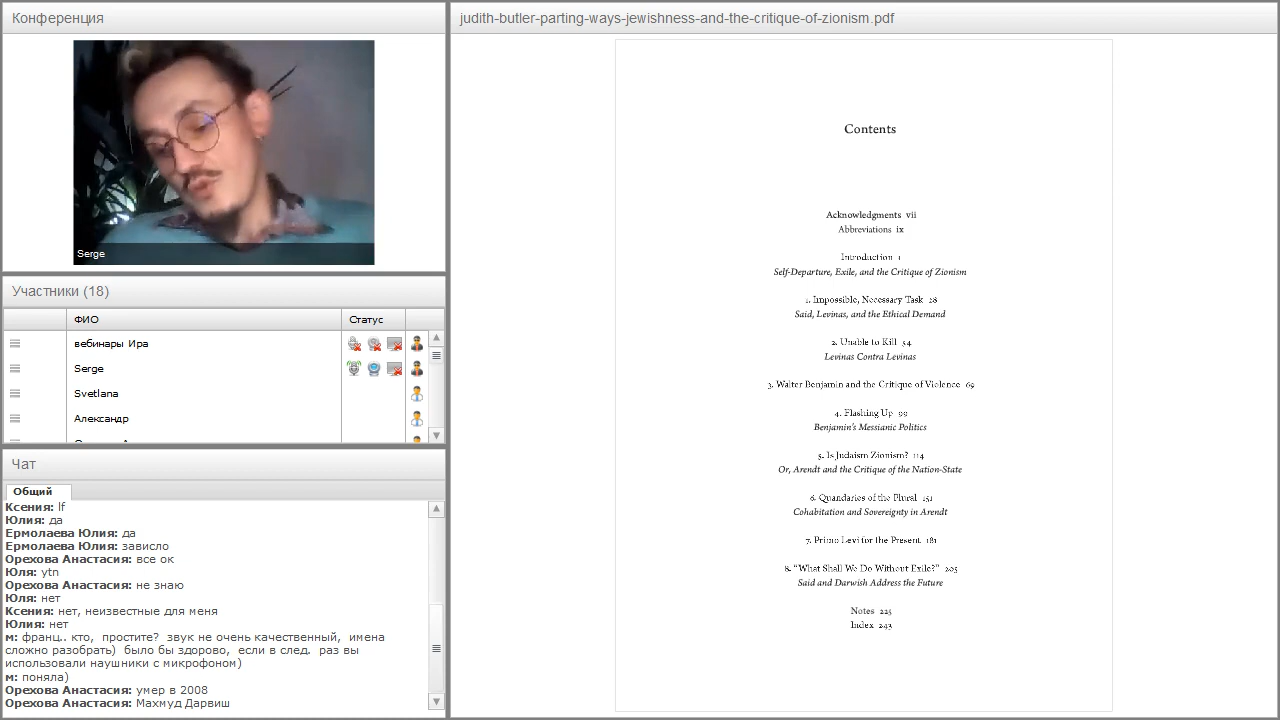 Конференция
Serge
Участники (18)
ФИО
Статус
вебинары Ира
Serge
Svetlana
Александр
Чат
Общий
Ксения: lf
Юлия: да
Ермолаева Юлия: да
Ермолаева Юлия: зависло
Орехова Анастасия: все ок
Юля: ytn
Орехова Анастасия: не знаю
Юля: нет
Ксения: нет, неизвестные для меня
Юлия: нет
м: франц.. кто, простите? звук не очень качественный, имена
сложно разобрать) было бы здорово, если в след. раз вы
использовали наушники с микрофоном)
м: поняла)
Орехова Анастасия: умер в 2008
Орехова Анастасия: Махмуд Дарвиш
judith-butler-parting-ways-jewishness-and-the-critique-of-zionism.pdf
Contents
Acknowledgments vii
Abbreviations ix
Introduction 1
Self-Departure, Exile, and the Critique of Zionism
1. Impossible, Necessary Task 28
Said, Levinas, and the Ethical Demand
2. Unable to Kill 54
Levinas Contra Levinas
3. Walter Benjamin and the Critique of Violence 69
4. Flashing Up 99
Benjamin's Messianic Politics
5. Is Judaism Zionism? 114
Or, Arendt and the Critique of the Nation-State
6. Quandaries of the Plural 151
Cohabitation and Sovereignty in Arendt
7. Primo Levi for the Present 181
8. “What Shall We Do Without Exile?” 205
Said and Darwish Address the Future
Notes 225
Index 243